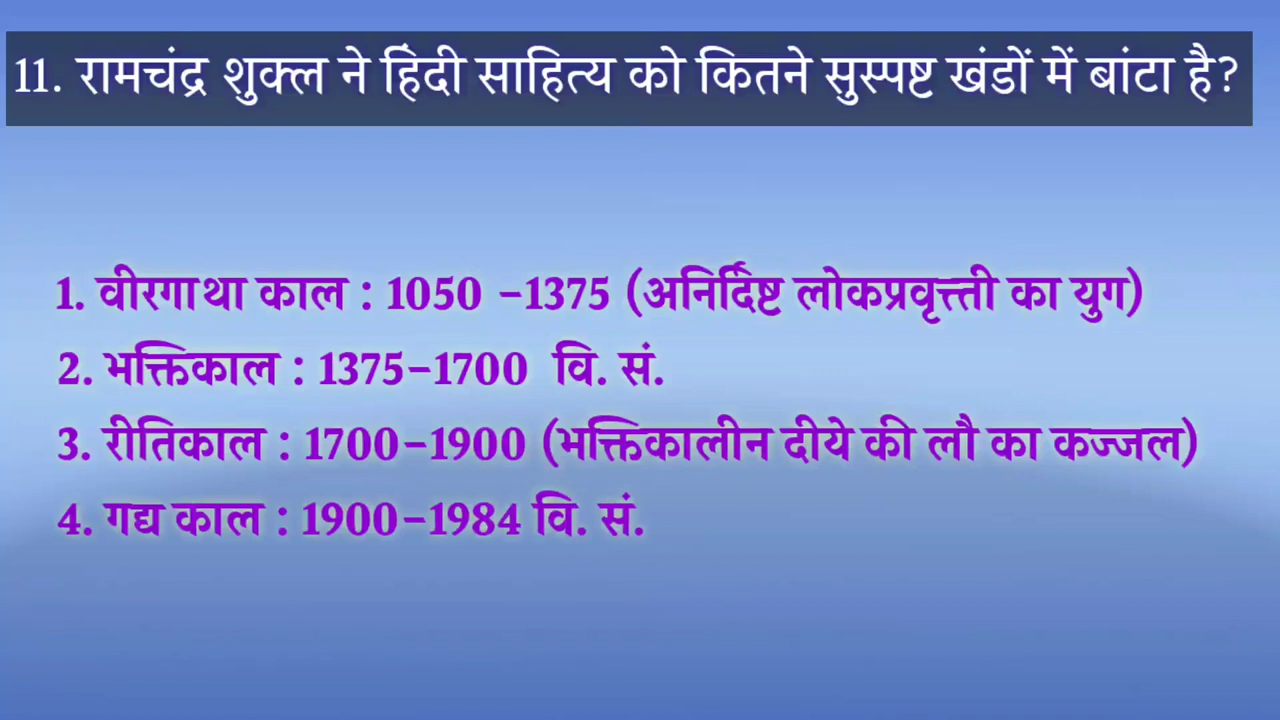 11. रामचंद्र शुक्ल ने हिंदी साहित्य को कितने सुस्पष्ट खंडों में बांटा है?
1. वीरगाथा काल : 1050 -1375 (अनिर्दिष्ट लोकप्रवृत्त्ती का युग)
2. भक्तिकाल : 1375-1700 वि. सं.
3. रीतिकाल : 1700-1900 (भक्तिकालीन दीये की लौ का कज्जल)
4. गद्य काल : 1900-1984 वि. सं.